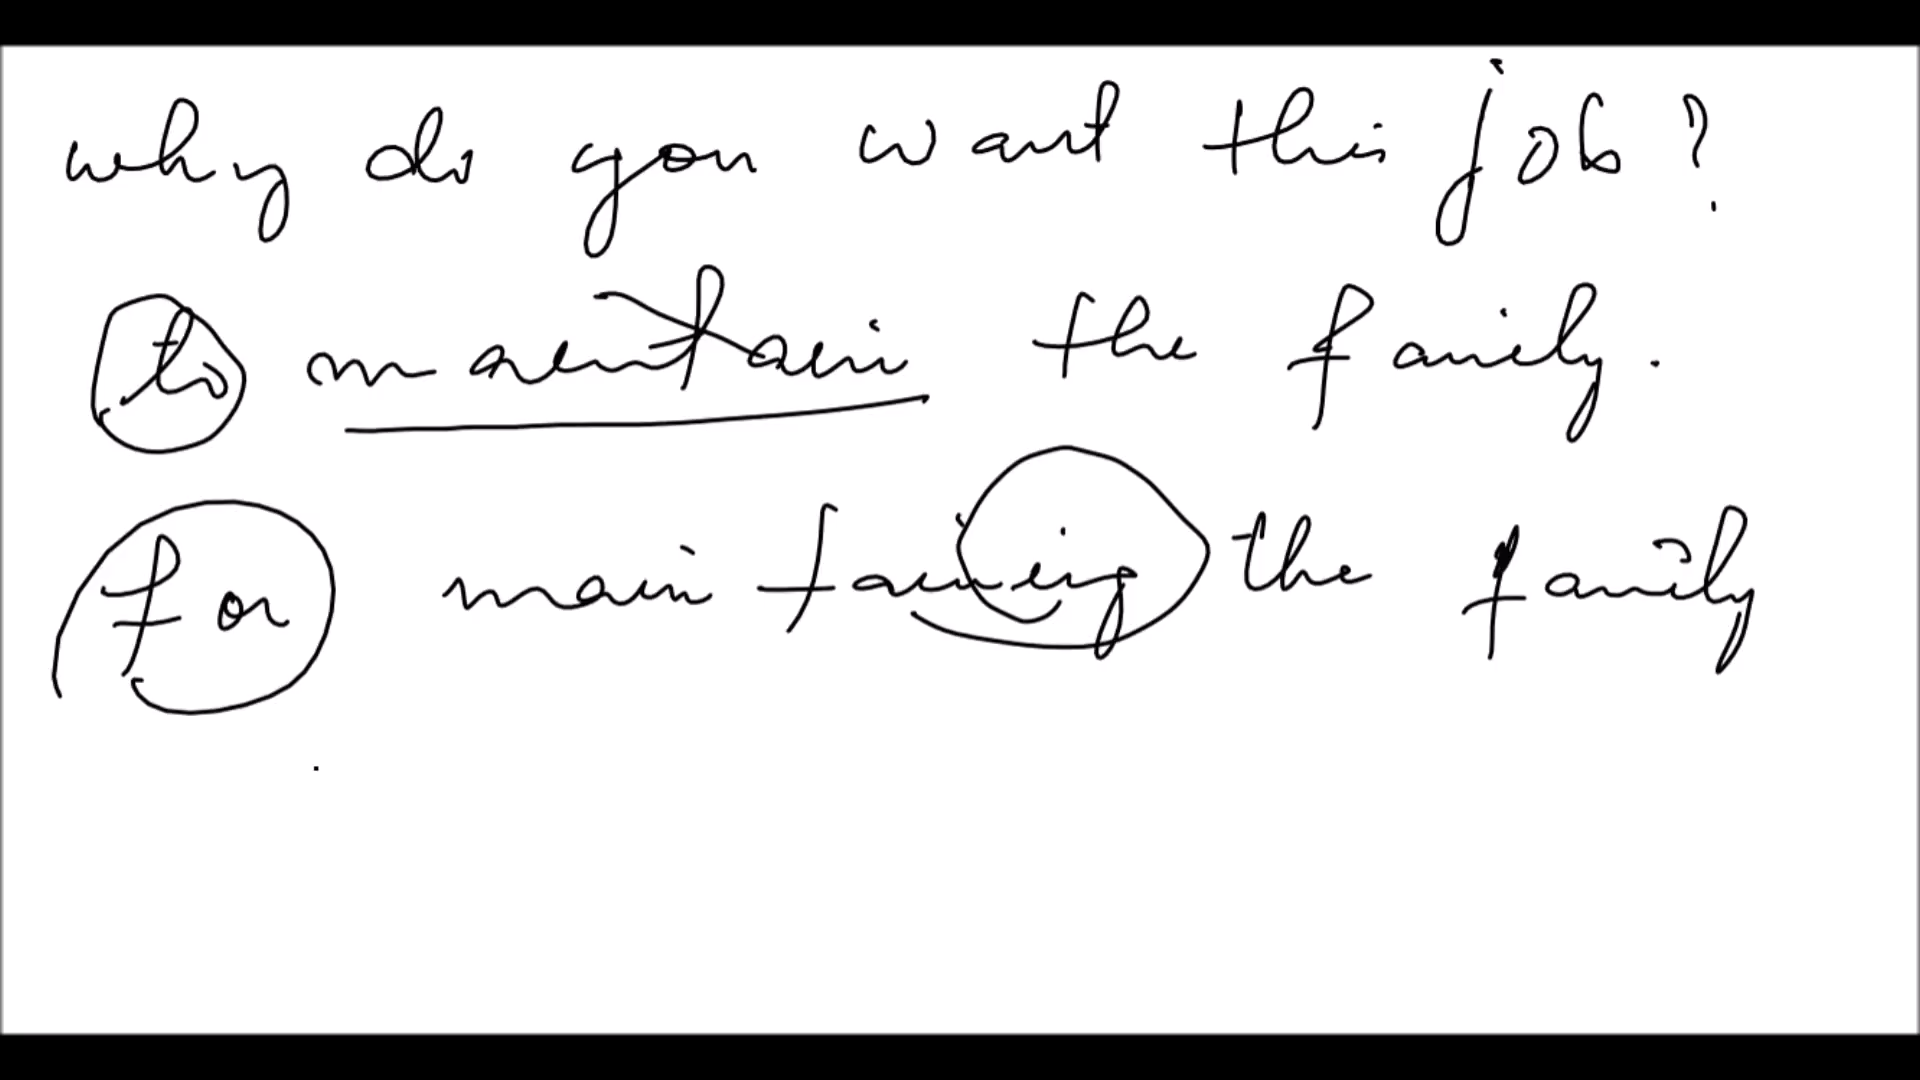 why do you want this job?
to maintain the family.
for maintaining the family